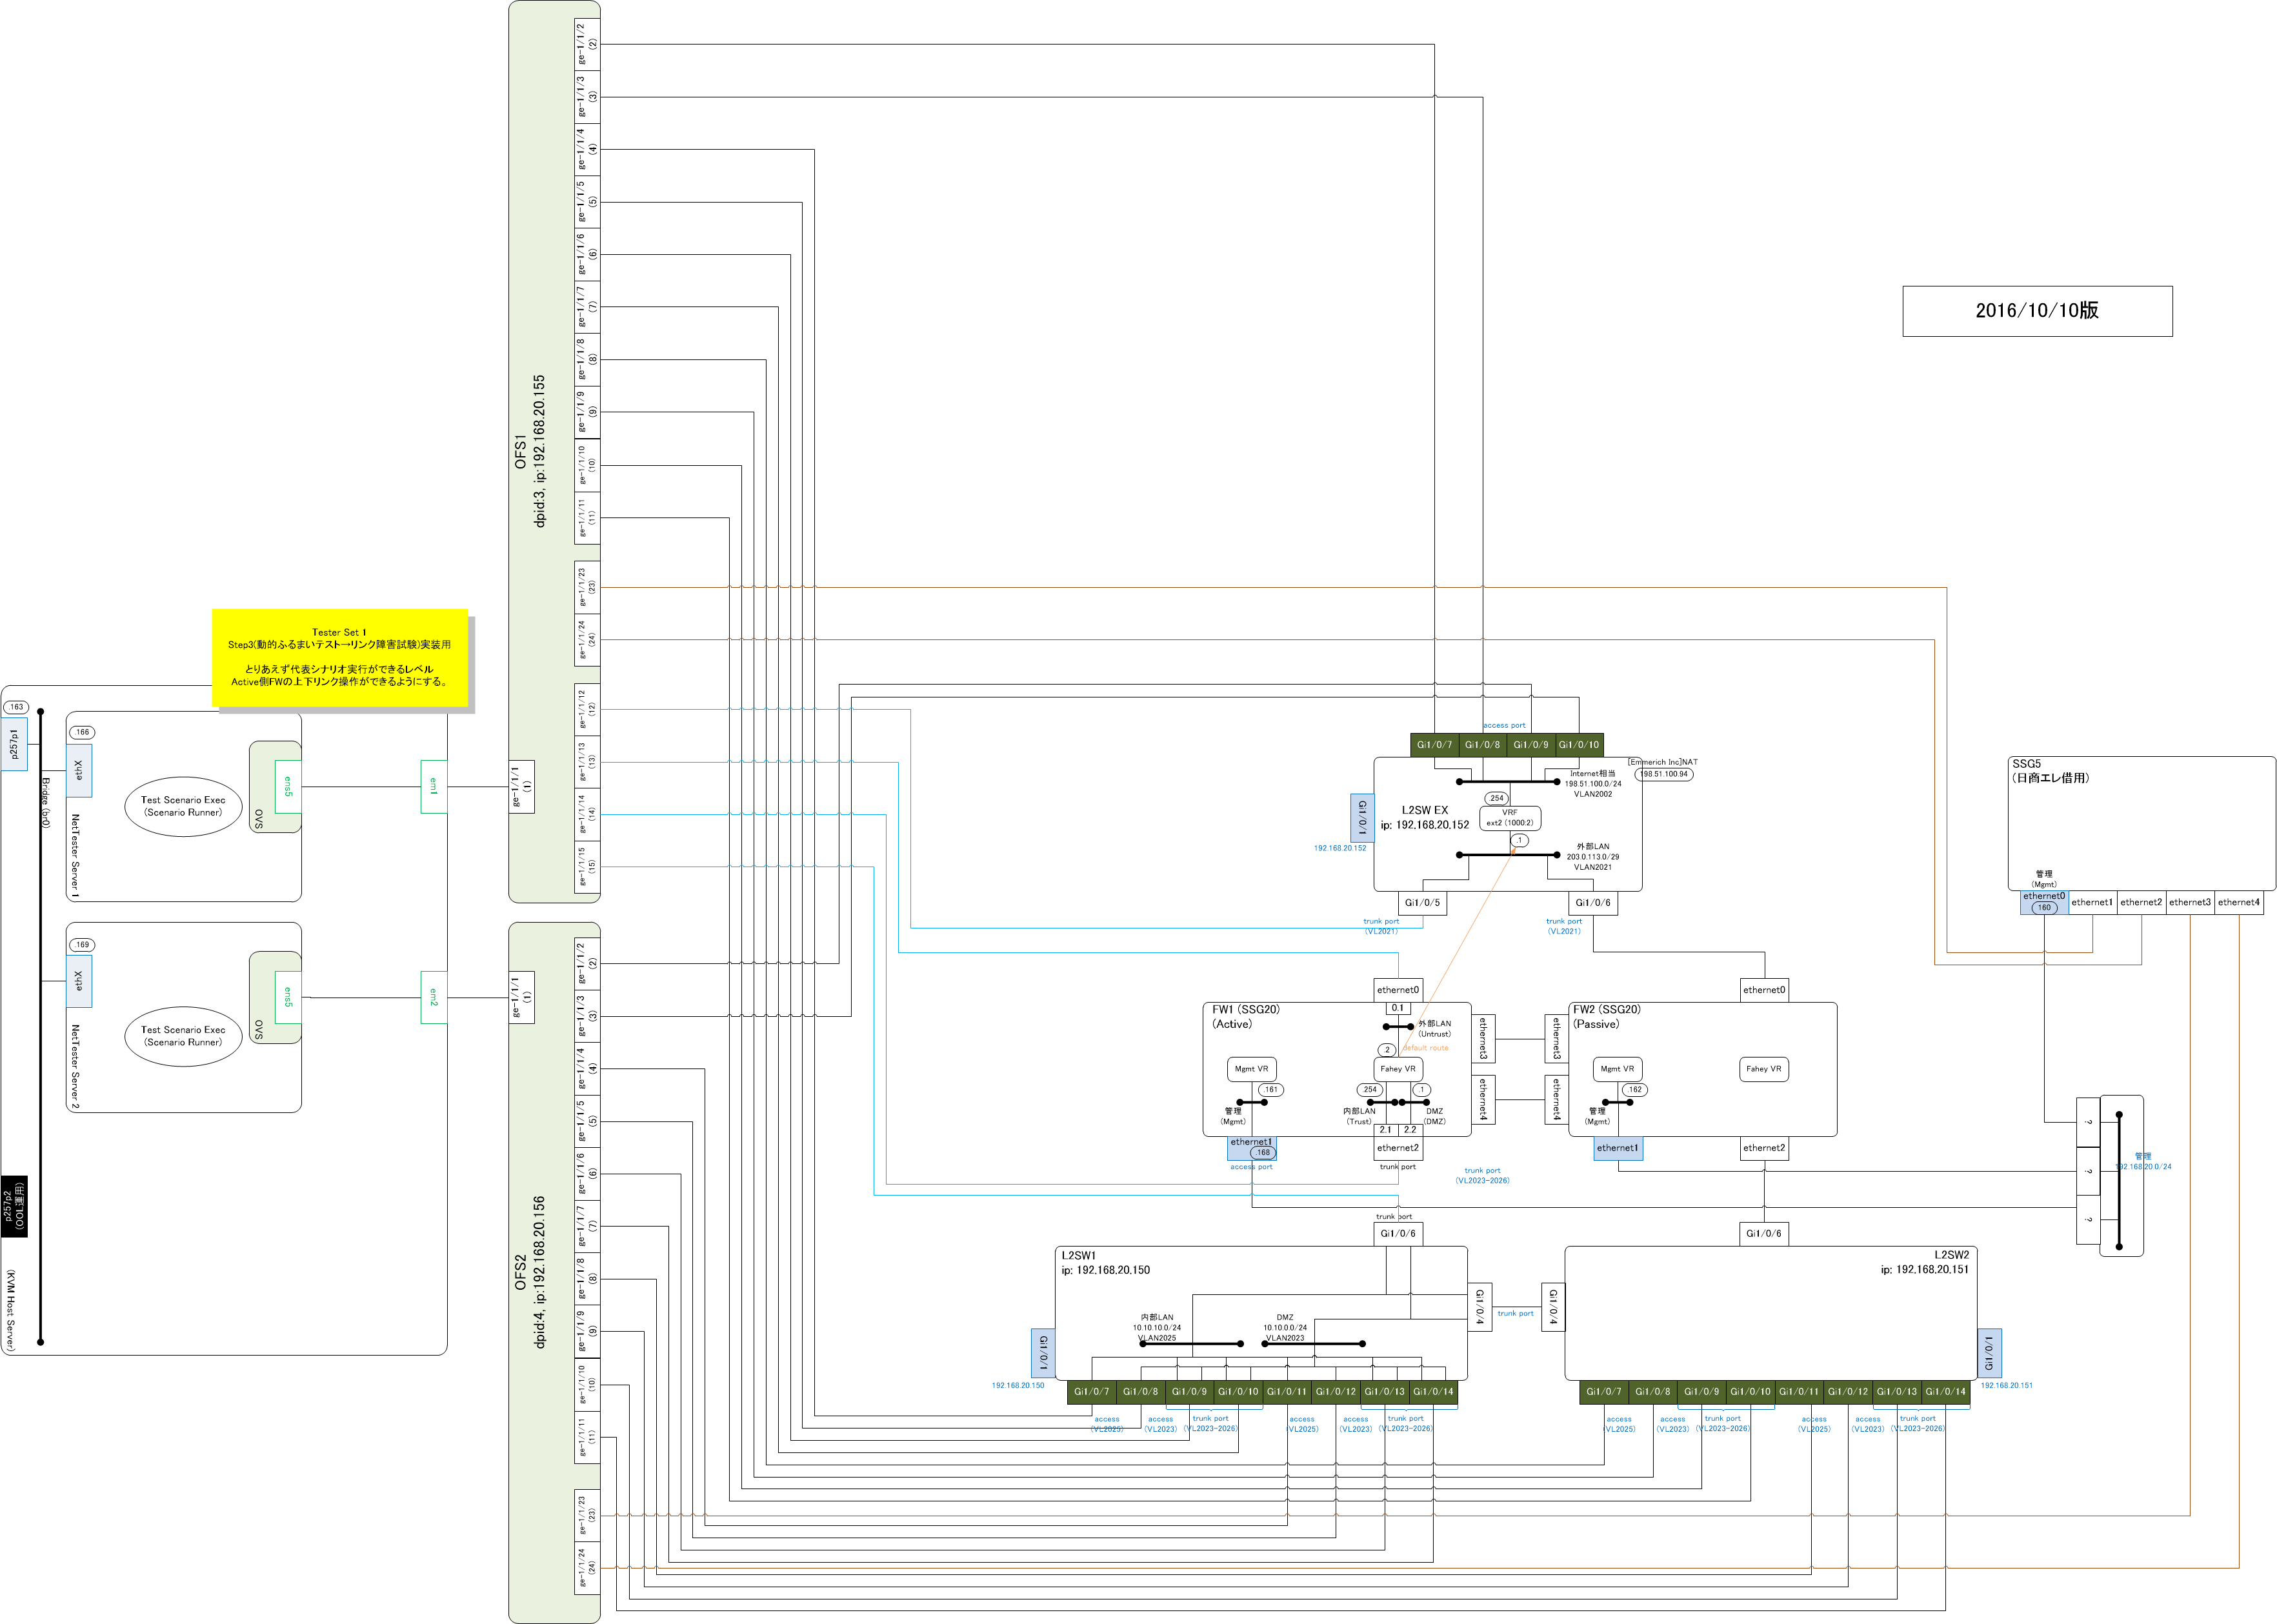 2016/10/10版
Tester Set 1
Step3(動的ふるまいテスト→リンク障害試験)実装用
とりあえず代表シナリオ実行ができるレベル
Active側FWの上下リンク操作ができるようにする。
.163
p257p1
Bridge (br0)
.166
ethX
NetTester Server 1
Test Scenario Exec
(Scenario Runner)
OVS
ens5
em1
.169
ethX
NetTester Server 2
Test Scenario Exec
(Scenario Runner)
OVS
ens5
em2
p257p2
(OOL運用)
(KVM Host Server)
OFS1
dpid:3, ip:192.168.20.155
ge-1/1/1
(1)
ge-1/1/2
(2)
ge-1/1/3
(3)
ge-1/1/4
(4)
ge-1/1/5
(5)
ge-1/1/6
(6)
ge-1/1/7
(7)
ge-1/1/8
(8)
ge-1/1/9
(9)
ge-1/1/10
(10)
ge-1/1/11
(11)
ge-1/1/23
(23)
ge-1/1/24
(24)
ge-1/1/12
(12)
ge-1/1/13
(13)
ge-1/1/14
(14)
ge-1/1/15
(15)
OFS2
dpid:4, ip:192.168.20.156
ge-1/1/1
(1)
ge-1/1/2
(2)
ge-1/1/3
(3)
ge-1/1/4
(4)
ge-1/1/5
(5)
ge-1/1/6
(6)
ge-1/1/7
(7)
ge-1/1/8
(8)
ge-1/1/9
(9)
ge-1/1/10
(10)
ge-1/1/11
(11)
ge-1/1/23
(23)
ge-1/1/24
(24)
access port
Gi1/0/7
Gi1/0/8
Gi1/0/9
Gi1/0/10
[Emmerich Inc]NAT
198.51.100.94
Internet相当
198.51.100.0/24
VLAN2002
Gi1/0/1
192.168.20.152
L2SW EX
ip: 192.168.20.152
.254
VRF
ext2 (1000:2)
.1
外部LAN
203.0.113.0/29
VLAN2021
Gi1/0/5
Gi1/0/6
trunk port
(VL2021)
trunk port
(VL2021)
SSG5
(日商エレ借用)
管理
(Mgmt)
ethernet0
160
ethernet1
ethernet2
ethernet3
ethernet4
ethernet0
FW1 (SSG20)
(Active)
0.1
外部LAN
(Untrust)
.2
default route
Mgmt VR
Fahey VR
.161
.254
.1
管理
(Mgmt)
内部LAN
(Trust)
DMZ
(DMZ)
2.1
2.2
ethernet1
.168
access port
ethernet2
trunk port
ethernet3
ethernet4
ethernet3
ethernet4
ethernet0
FW2 (SSG20)
(Passive)
Mgmt VR
Fahey VR
.162
管理
(Mgmt)
ethernet1
ethernet2
trunk port
(VL2023-2026)
?
?
?
管理
192.168.20.0/24
trunk port
Gi1/0/6
L2SW1
ip: 192.168.20.150
内部LAN
10.10.10.0/24
VLAN2025
DMZ
10.10.0.0/24
VLAN2023
Gi1/0/1
192.168.20.150
Gi1/0/4
trunk port
Gi1/0/4
Gi1/0/7
Gi1/0/8
Gi1/0/9
Gi1/0/10
Gi1/0/11
Gi1/0/12
Gi1/0/13
Gi1/0/14
access
(VL2025)
access
(VL2023)
trunk port
(VL2023-2026)
access
(VL2025)
access
(VL2023)
trunk port
(VL2023-2026)
Gi1/0/6
L2SW2
ip: 192.168.20.151
Gi1/0/1
192.168.20.151
Gi1/0/7
Gi1/0/8
Gi1/0/9
Gi1/0/10
Gi1/0/11
Gi1/0/12
Gi1/0/13
Gi1/0/14
access
(VL2025)
access
(VL2023)
trunk port
(VL2023-2026)
access
(VL2025)
access
(VL2023)
trunk port
(VL2023-2026)